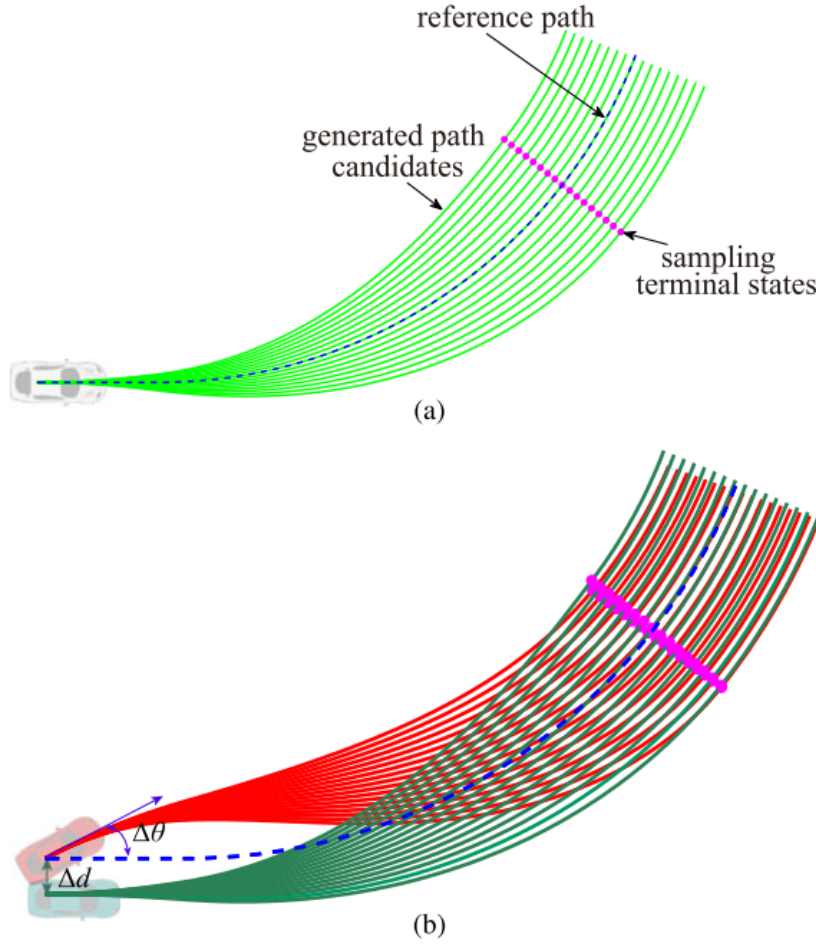 reference path
generated path
candidates
sampling
terminal states
(a)
Δθ
Δd
(b)